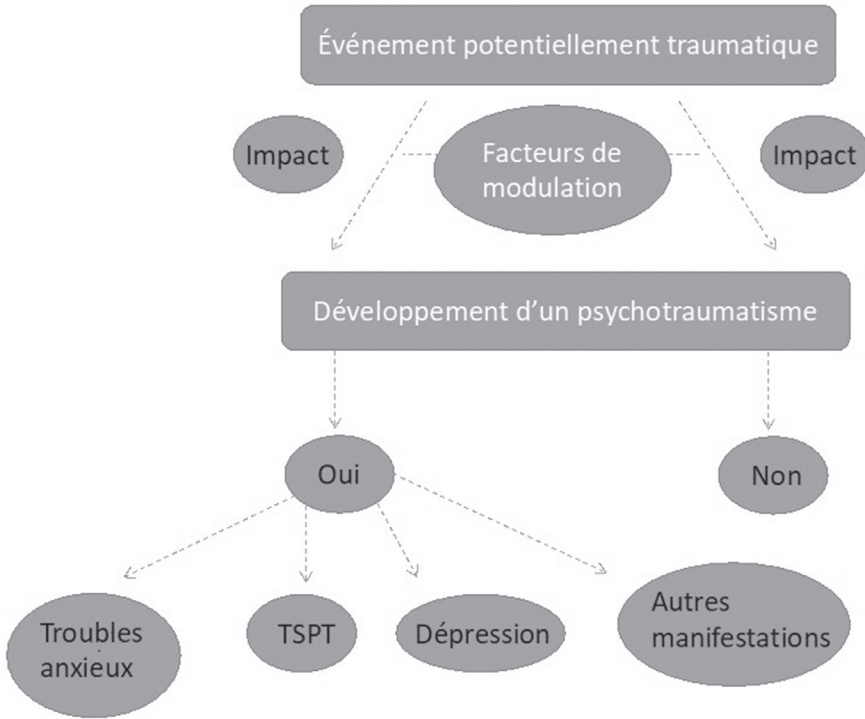 Événement potentiellement traumatique
Impact
Facteurs de
modulation
Impact
Développement d'un psychotraumatisme
Oui
Non
Troubles
anxieux
TSPT
Dépression
Autres
manifestations